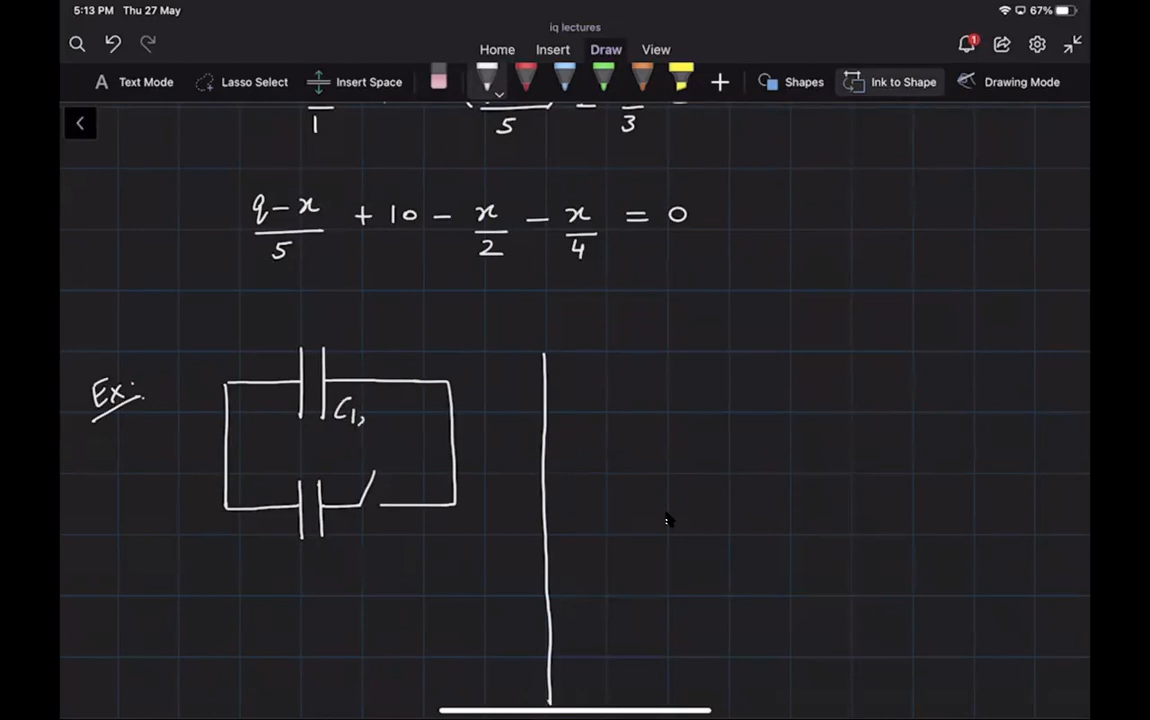 5:13 PM Thu 27 May
67%
iq lectures
Home Insert Draw View
1
A Text Mode Lasso Select Insert Space Shapes Ink to Shape Drawing Mode
1 5 3
(q-x)/5 + 10 - x/2 - x/4 = 0
Ex:
C₁,